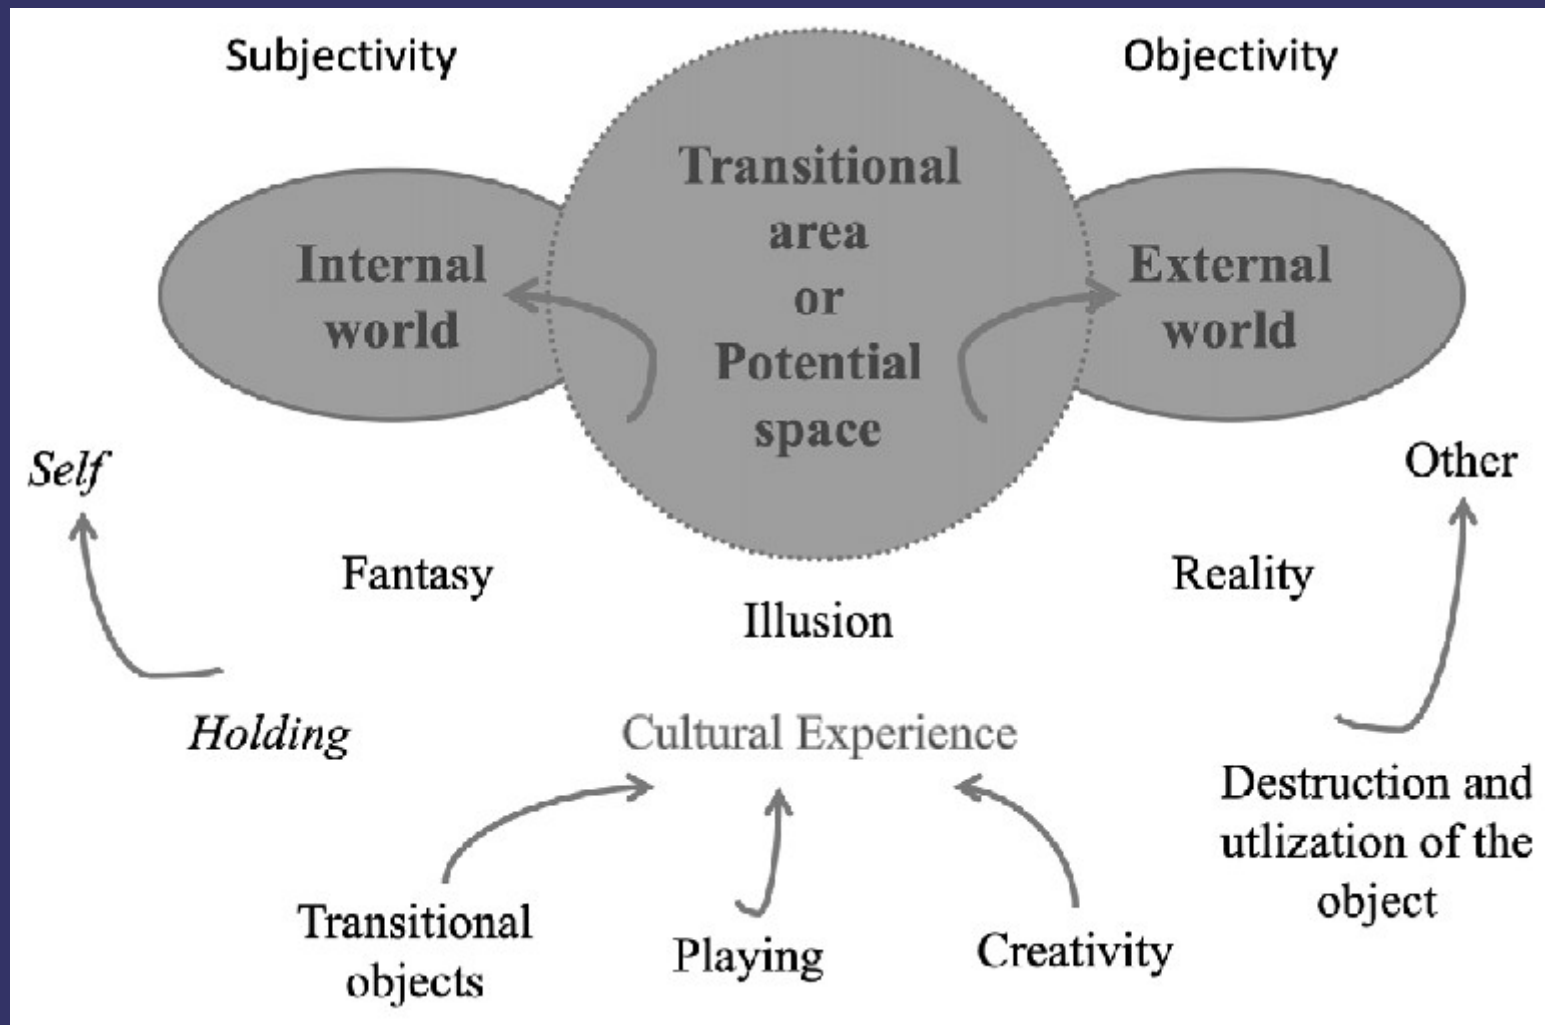 Subjectivity
Objectivity
Transitional
area
or
Potential
space
Internal
world
External
world
Self
Other
Fantasy
Reality
Illusion
Holding
Cultural Experience
Destruction and
utlization of the
object
Transitional
objects
Playing
Creativity